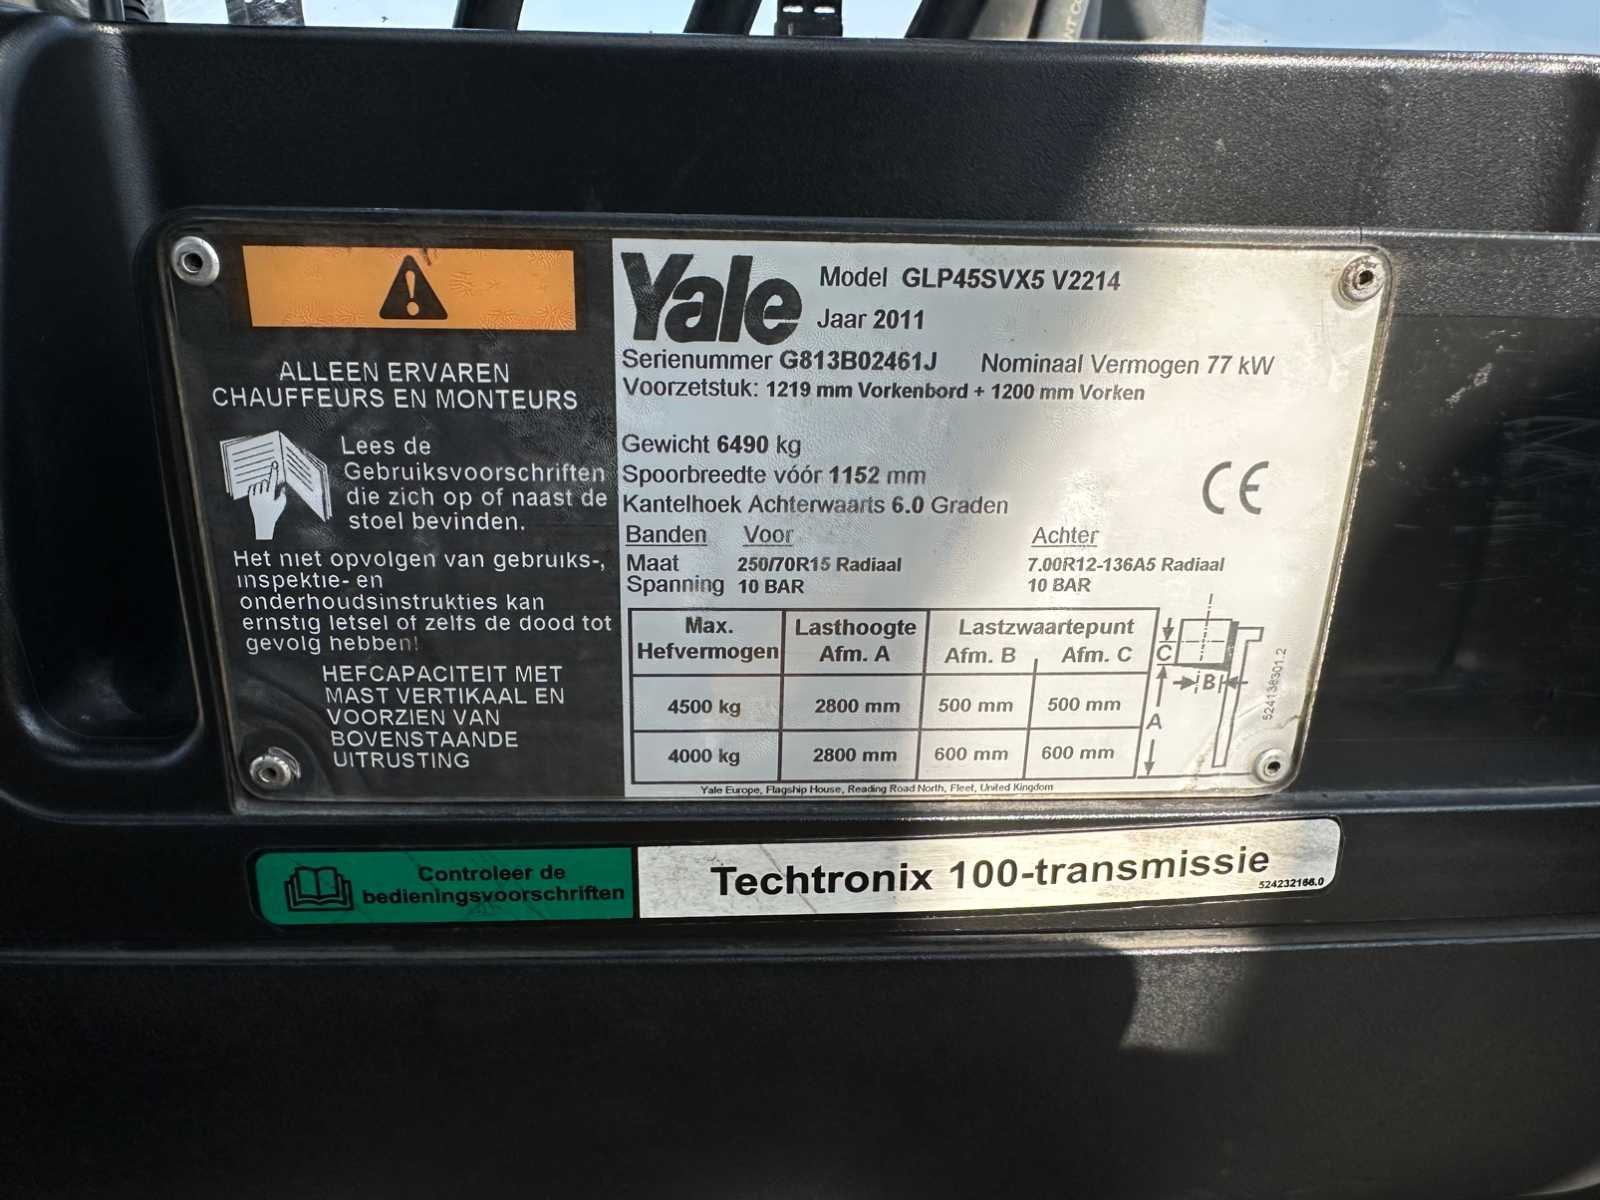 ALLEEN ERVAREN
CHAUFFEURS EN MONTEURS
Lees de
Gebruiksvoorschriften
die zich op of naast de
stoel bevinden.
Het niet opvolgen van gebruiks-,
inspektie- en
onderhoudsinstrukties kan
ernstig letsel of zelfs de dood tot
gevolg hebben!
HEFCAPACITEIT MET
MAST VERTIKAAL EN
VOORZIEN VAN
BOVENSTAANDE
UITRUSTING
Yale
Model GLP45SVX5 V2214
Jaar 2011
Serienummer G813B02461J Nominaal Vermogen 77 kW
Voorzetstuk: 1219 mm Vorkenbord + 1200 mm Vorken
Gewicht 6490 kg
Spoorbreedte vóór 1152 mm
Kantelhoek Achterwaarts 6.0 Graden
CE
Banden Voor Achter
Maat 250/70R15 Radiaal 7.00R12-136A5 Radiaal
Spanning 10 BAR 10 BAR
Max. Hefvermogen Lasthoogte Afm. A Lastzwaartepunt Afm. B Afm. C
4500 kg 2800 mm 500 mm 500 mm
4000 kg 2800 mm 600 mm 600 mm
C
B
A
524138301.2
Yale Europe, Flagship House, Reading Road North, Fleet, United Kingdom
Controleer de
bedieningsvoorschriften
Techtronix 100-transmissie